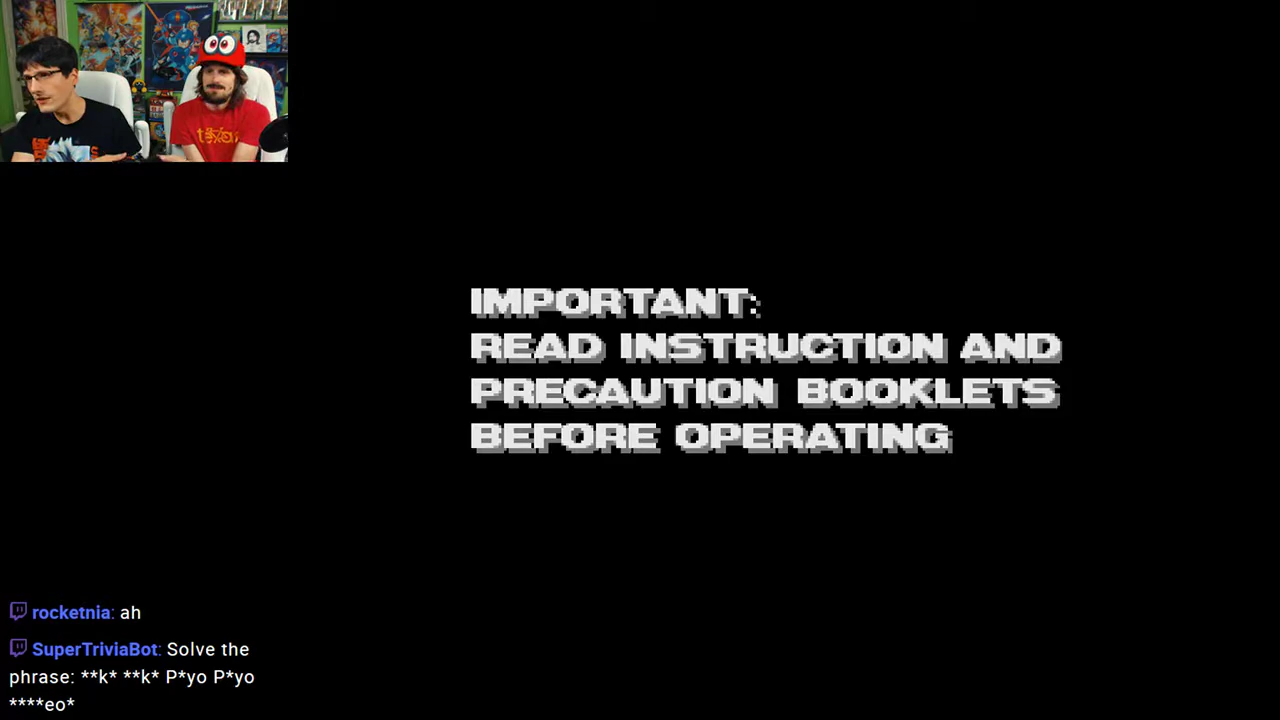 IMPORTANT:
READ INSTRUCTION AND
PRECAUTION BOOKLETS
BEFORE OPERATING
rocketnia: ah
SuperTriviaBot: Solve the
phrase: **k* **k* P*yo P*yo
****eo*